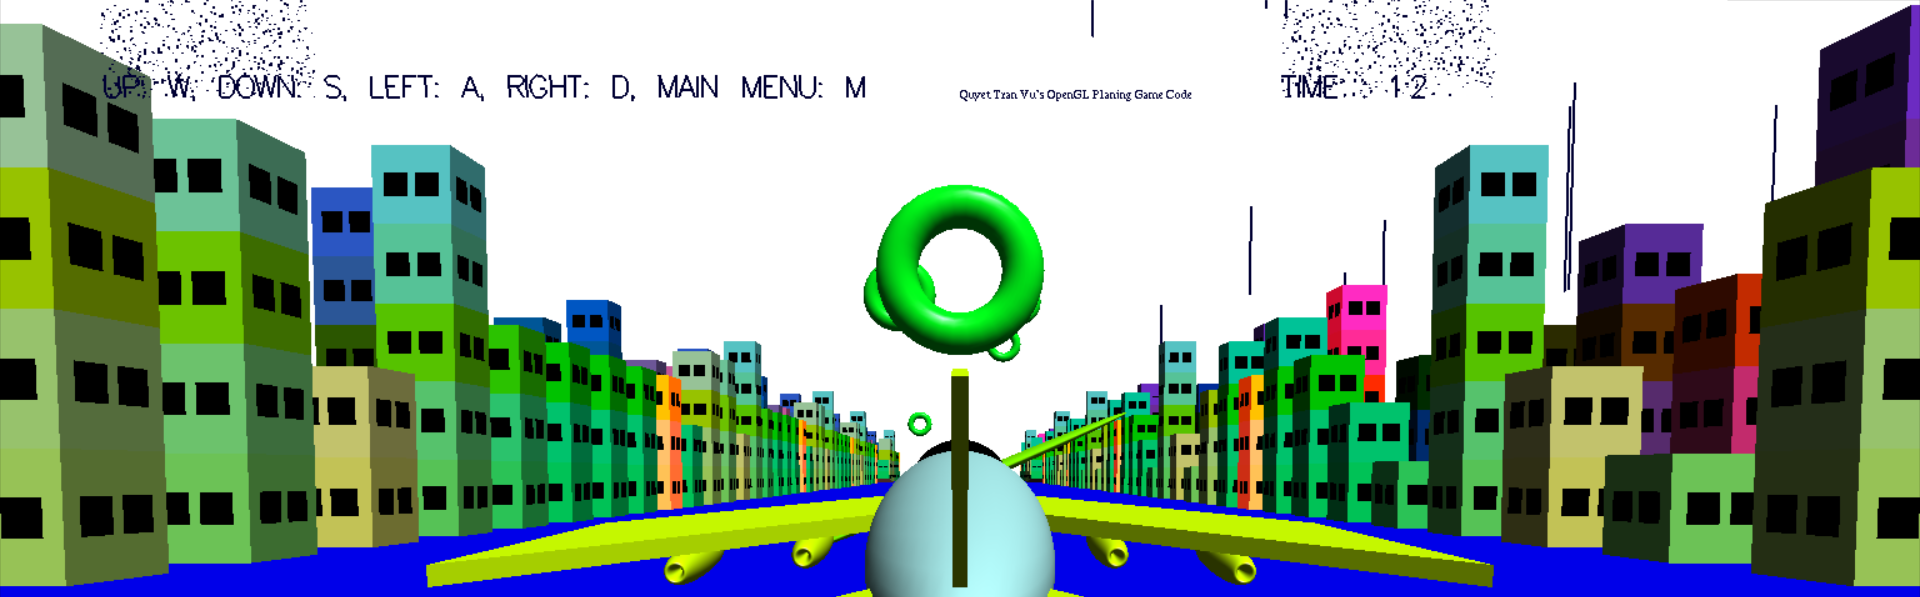 UP: W, DOWN: S, LEFT: A, RIGHT: D, MAIN MENU: M
Quyet Tran Vu's OpenGL Planing Game Code
TIME: 12